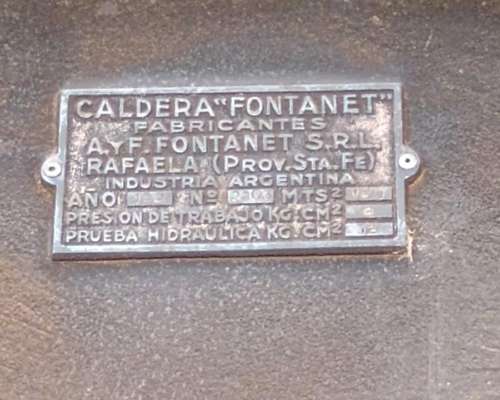 CALDERA "FONTANET"
FABRICANTES
A. Y F. FONTANET S.R.L.
RAFAELA (PROV. STA. FE)
INDUSTRIA ARGENTINA
AÑO Nº MTS2
PRESION DE TRABAJO KG. CM2
PRUEBA HIDRAULICA KG. CM2